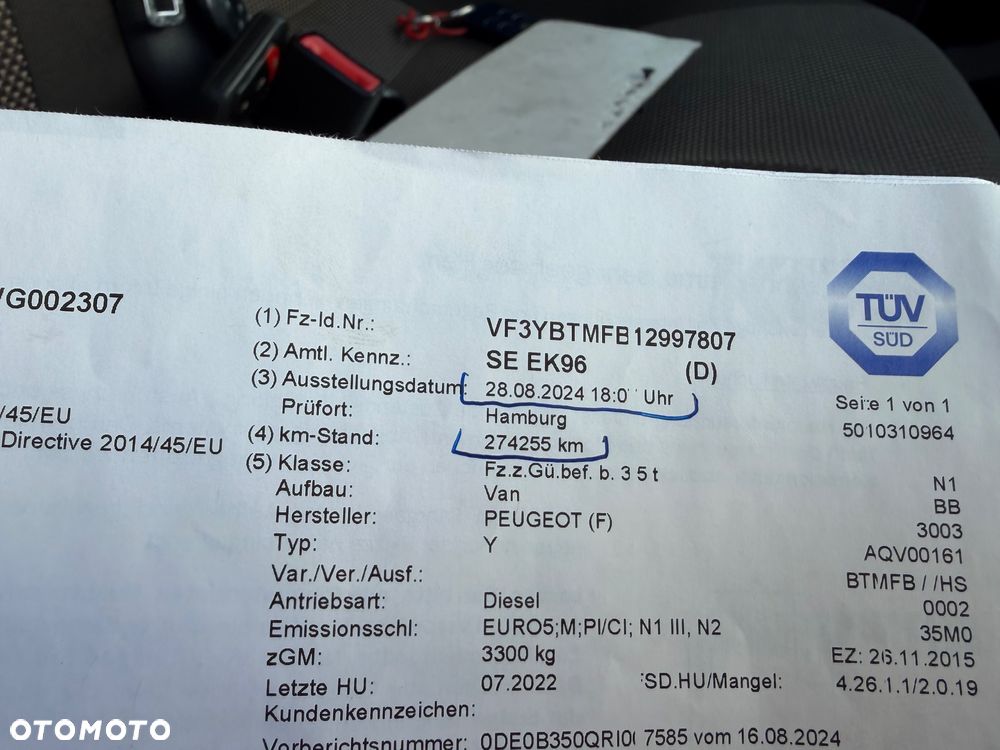 TÜV
SÜD
/G002307
(1) Fz-Id.Nr.: VF3YBTMFB12997807
(2) Amtl. Kennz.: SE EK96 (D)
(3) Ausstellungsdatum: 28.08.2024 18:0 Uhr
Seite 1 von 1
Prüfort: Hamburg
5010310964
/45/EU
Directive 2014/45/EU
(4) km-Stand: 274255 km
(5) Klasse: Fz.z.Gü.bef. b. 3 5 t N1
Aufbau: Van BB
Hersteller: PEUGEOT (F) 3003
Typ: Y AQV00161
Var./Ver./Ausf.: BTMFB / /HS
Antriebsart: Diesel 0002
Emissionsschl: EURO5;M;PI/CI; N1 III, N2 35M0
zGM: 3300 kg EZ: 26.11.2015
Letzte HU: 07.2022 SD.HU/Mangel: 4.26.1.1/2.0.19
Kundenkennzeichen:
Vorberichtsnummer: 0DE0B350QRI0 7585 vom 16.08.2024
OTOMOTO